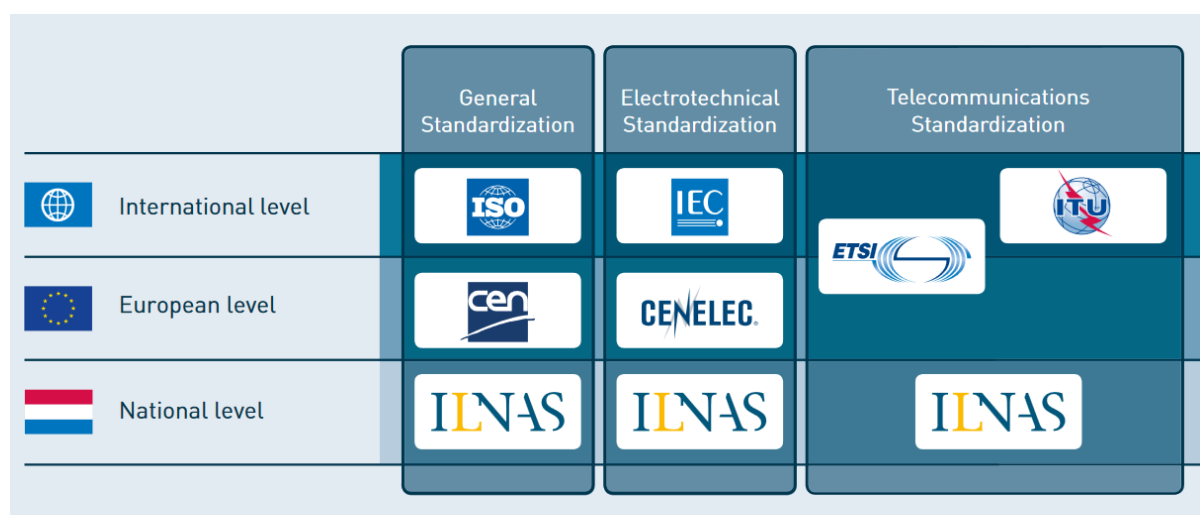 General
Standardization
Electrotechnical
Standardization
Telecommunications
Standardization
International level
ISO
IEC
ITU
ETSI
European level
cen
CENELEC.
National level
ILNAS
ILNAS
ILNAS